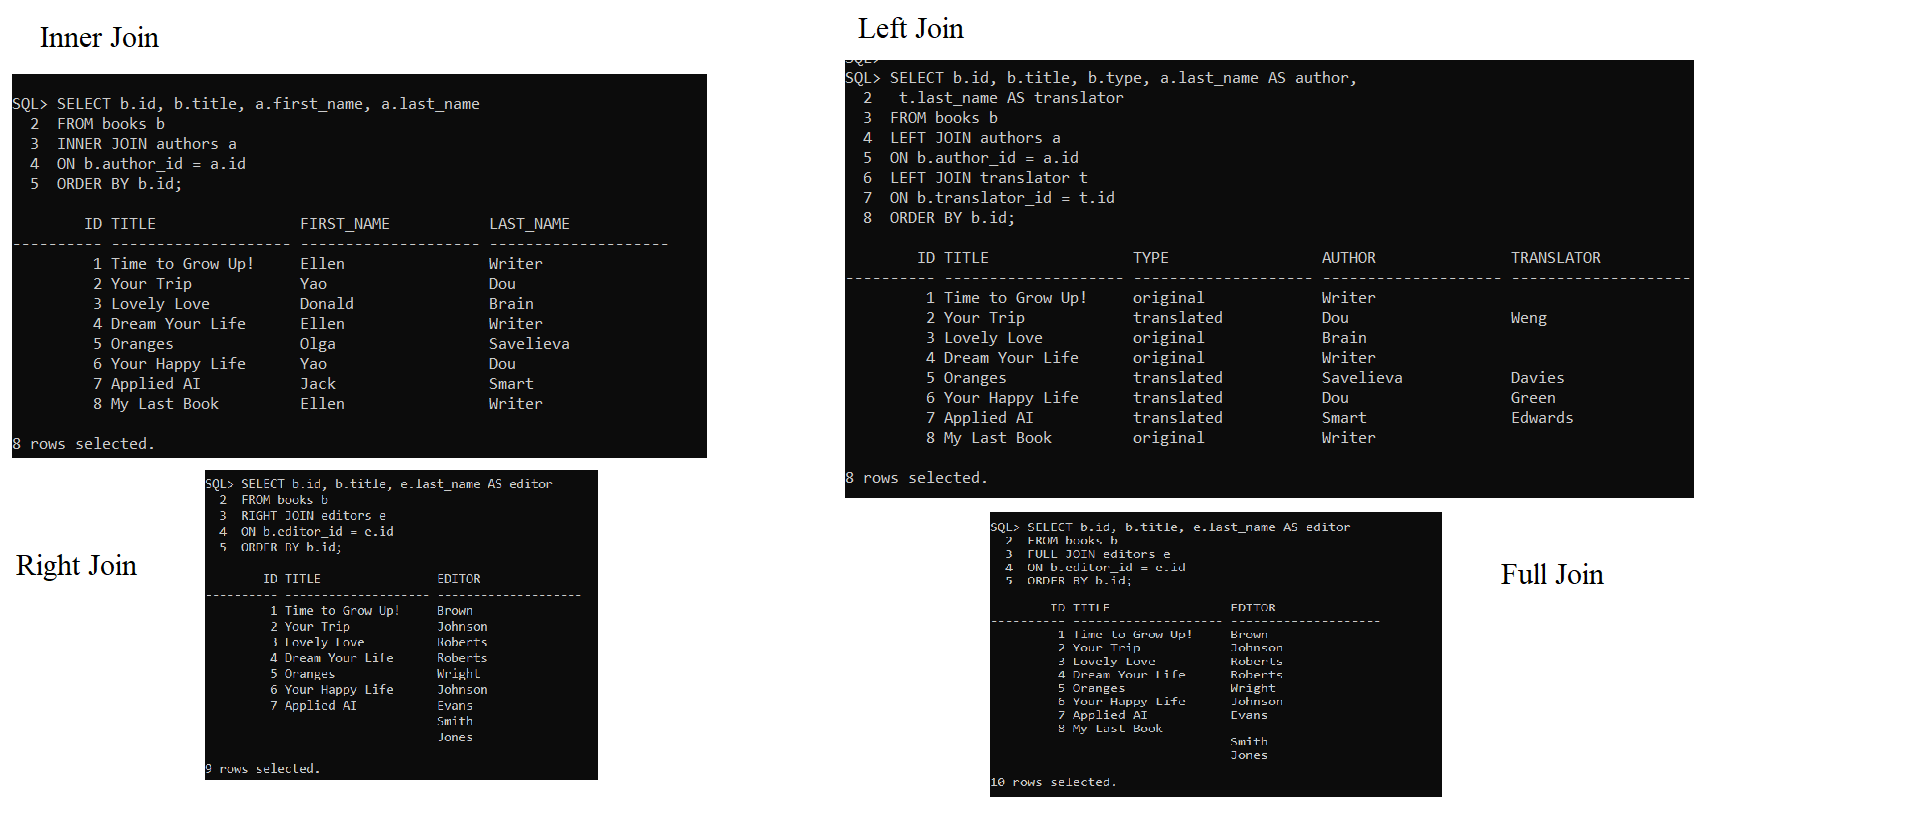 Inner Join
SQL> SELECT b.id, b.title, a.first_name, a.last_name
2 FROM books b
3 INNER JOIN authors a
4 ON b.author_id = a.id
5 ORDER BY b.id;
ID TITLE FIRST_NAME LAST_NAME
---------- -------------------- -------------------- --------------------
1 Time to Grow Up! Ellen Writer
2 Your Trip Yao Dou
3 Lovely Love Donald Brain
4 Dream Your Life Ellen Writer
5 Oranges Olga Savelieva
6 Your Happy Life Yao Dou
7 Applied AI Jack Smart
8 My Last Book Ellen Writer
8 rows selected.
Left Join
SQL>
SQL> SELECT b.id, b.title, b.type, a.last_name AS author,
2 t.last_name AS translator
3 FROM books b
4 LEFT JOIN authors a
5 ON b.author_id = a.id
6 LEFT JOIN translator t
7 ON b.translator_id = t.id
8 ORDER BY b.id;
ID TITLE TYPE AUTHOR TRANSLATOR
---------- -------------------- -------------------- -------------------- --------------------
1 Time to Grow Up! original Writer
2 Your Trip translated Dou Weng
3 Lovely Love original Brain
4 Dream Your Life original Writer
5 Oranges translated Savelieva Davies
6 Your Happy Life translated Dou Green
7 Applied AI translated Smart Edwards
8 My Last Book original Writer
8 rows selected.
Right Join
SQL> SELECT b.id, b.title, e.last_name AS editor
2 FROM books b
3 RIGHT JOIN editors e
4 ON b.editor_id = e.id
5 ORDER BY b.id;
ID TITLE EDITOR
---------- -------------------- --------------------
1 Time to Grow Up! Brown
2 Your Trip Johnson
3 Lovely Love Roberts
4 Dream Your Life Roberts
5 Oranges Wright
6 Your Happy Life Johnson
7 Applied AI Evans
Smith
Jones
9 rows selected.
SQL> SELECT b.id, b.title, e.last_name AS editor
2 FROM books b
3 FULL JOIN editors e
4 ON b.editor_id = e.id
5 ORDER BY b.id;
ID TITLE EDITOR
---------- -------------------- --------------------
1 Time to Grow Up! Brown
2 Your Trip Johnson
3 Lovely Love Roberts
4 Dream Your Life Roberts
5 Oranges Wright
6 Your Happy Life Johnson
7 Applied AI Evans
8 My Last Book
Smith
Jones
10 rows selected.
Full Join